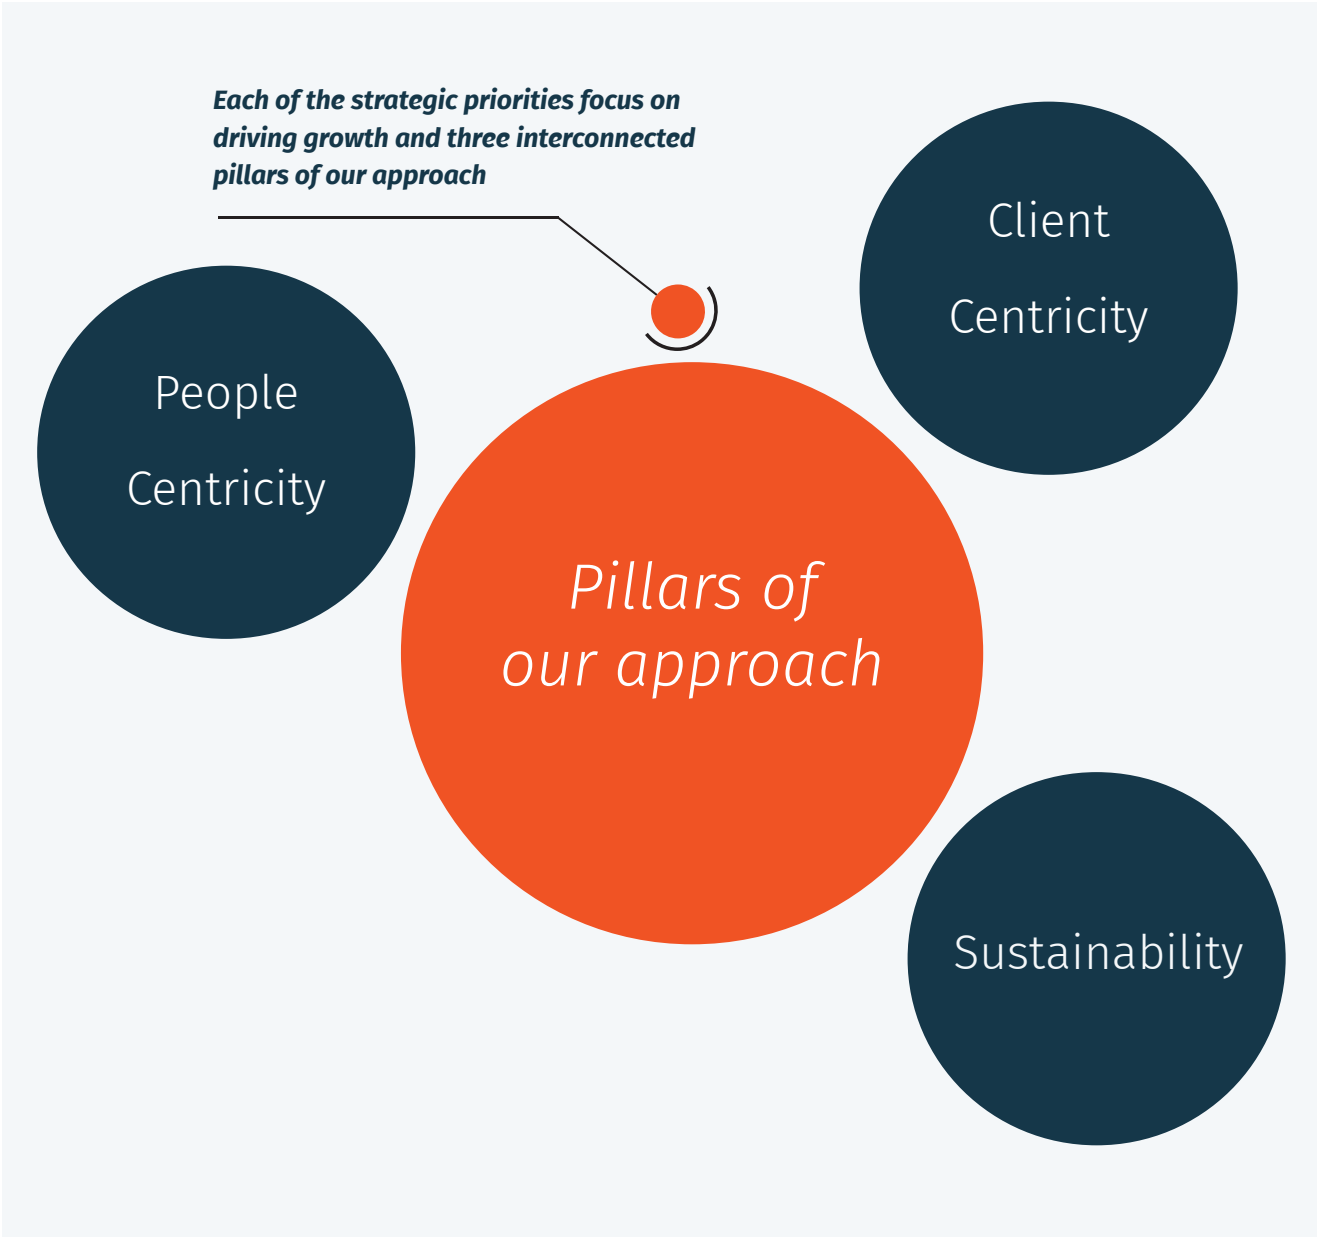 Each of the strategic priorities focus on
driving growth and three interconnected
pillars of our approach
Client
Centricity
People
Centricity
Pillars of
our approach
Sustainability